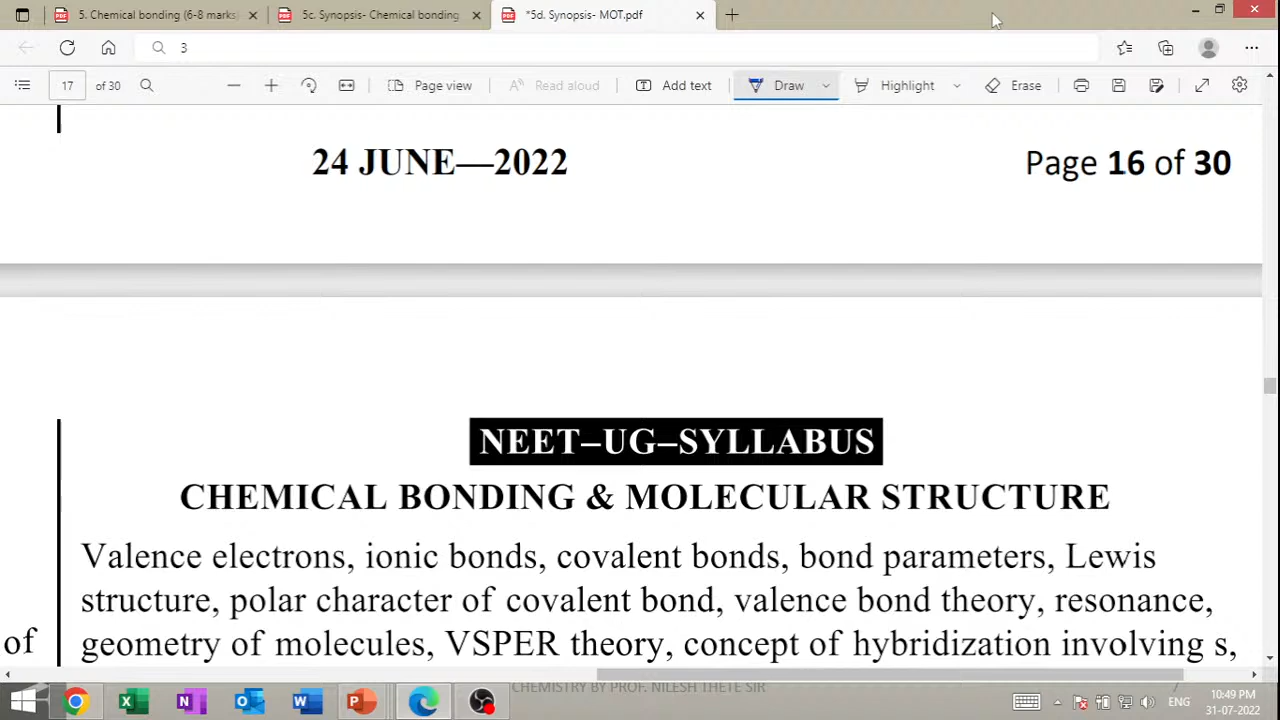 5. Chemical bonding (6-8 marks)
5c. Synopsis- Chemical bonding
*5d. Synopsis- MOT.pdf
3
17 of 30
Page view
Read aloud
Add text
Draw
Highlight
Erase
24 JUNE—2022
Page 16 of 30
NEET–UG–SYLLABUS
CHEMICAL BONDING & MOLECULAR STRUCTURE
Valence electrons, ionic bonds, covalent bonds, bond parameters, Lewis
structure, polar character of covalent bond, valence bond theory, resonance,
of
geometry of molecules, VSPER theory, concept of hybridization involving s,
CHEMISTRY BY PROF. NILESH THETE SIR
7
ENG
10:49 PM
31-07-2022